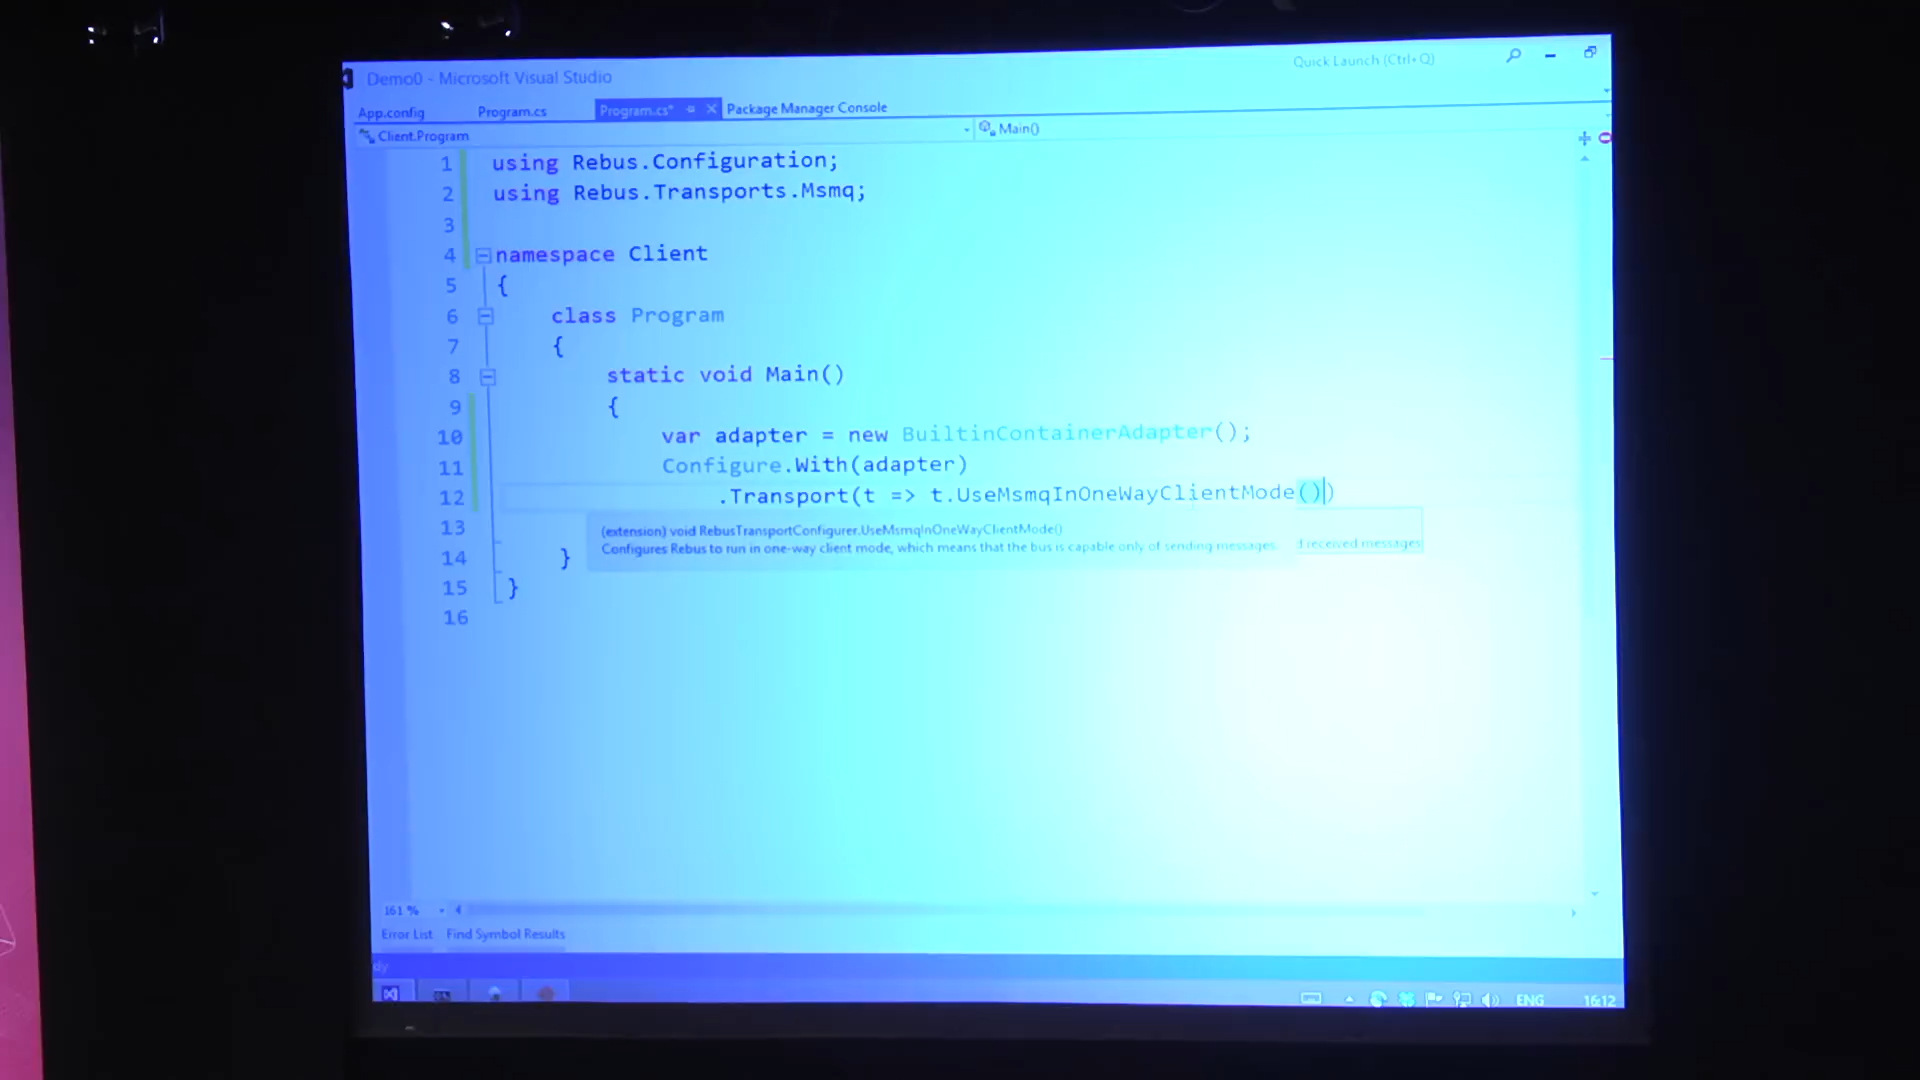 Demo0 - Microsoft Visual Studio
Quick Launch (Ctrl+Q)
App.config Program.cs Program.cs* Package Manager Console
Client.Program Main()
1 using Rebus.Configuration;
2 using Rebus.Transports.Msmq;
3
4 namespace Client
5 {
6 class Program
7 {
8 static void Main()
9 {
10 var adapter = new BuiltinContainerAdapter();
11 Configure.With(adapter)
12 .Transport(t => t.UseMsmqInOneWayClientMode())
13
(extension) void RebusTransportConfigurer.UseMsmqInOneWayClientMode()
Configures Rebus to run in one-way client mode, which means that the bus is capable only of sending messages. d received messages
14 }
15 }
16
161 %
Error List Find Symbol Results
dy
ENG 16:12